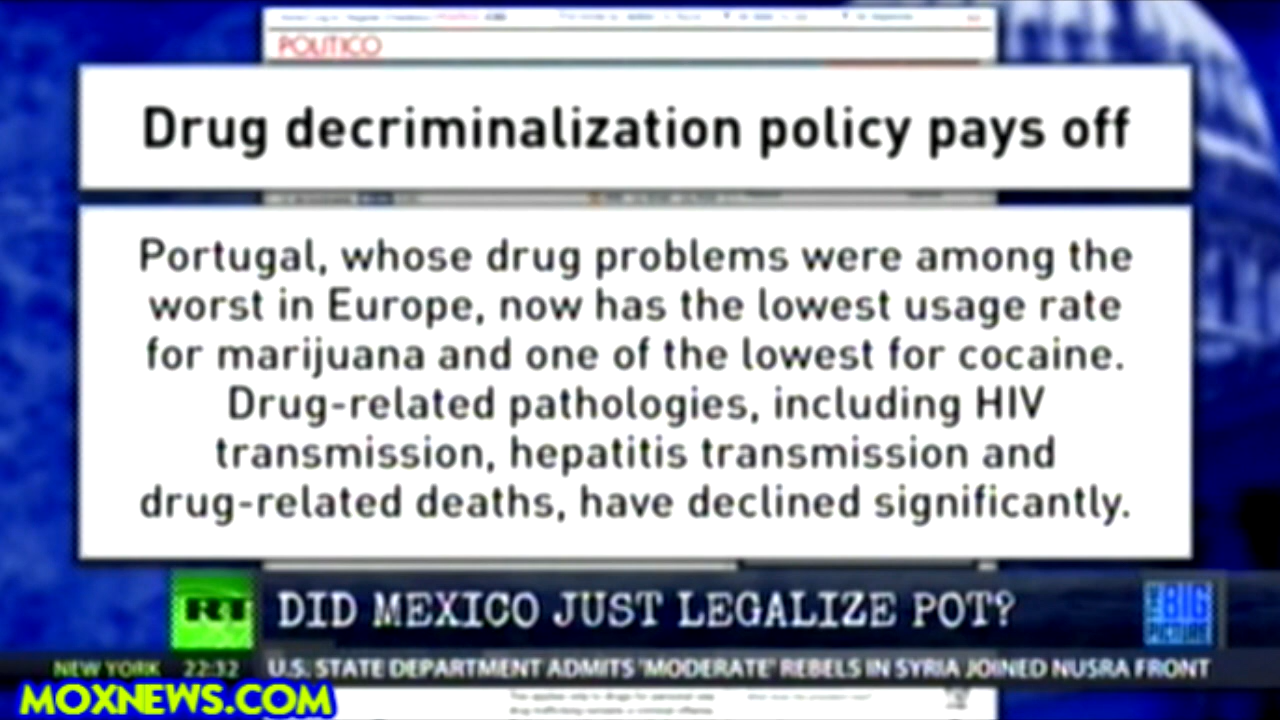 POLITICO
Drug decriminalization policy pays off
Portugal, whose drug problems were among the
worst in Europe, now has the lowest usage rate
for marijuana and one of the lowest for cocaine.
Drug-related pathologies, including HIV
transmission, hepatitis transmission and
drug-related deaths, have declined significantly.
RT
DID MEXICO JUST LEGALIZE POT?
THE BIG
PICTURE
NEW YORK 22:32 U.S. STATE DEPARTMENT ADMITS 'MODERATE' REBELS IN SYRIA JOINED NUSRA FRONT
MOXNEWS.COM